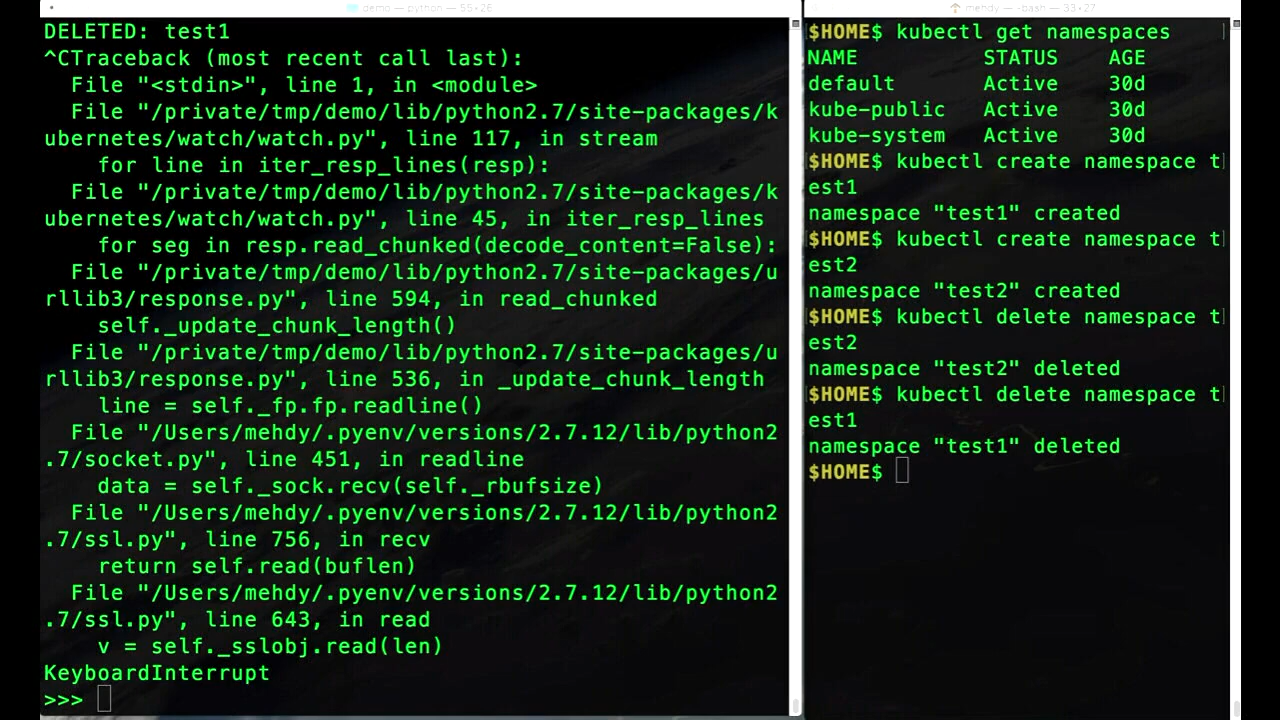 demo — python — 55×26
DELETED: test1
^CTraceback (most recent call last):
  File "<stdin>", line 1, in <module>
  File "/private/tmp/demo/lib/python2.7/site-packages/k
ubernetes/watch/watch.py", line 117, in stream
    for line in iter_resp_lines(resp):
  File "/private/tmp/demo/lib/python2.7/site-packages/k
ubernetes/watch/watch.py", line 45, in iter_resp_lines
    for seg in resp.read_chunked(decode_content=False):
  File "/private/tmp/demo/lib/python2.7/site-packages/u
rllib3/response.py", line 594, in read_chunked
    self._update_chunk_length()
  File "/private/tmp/demo/lib/python2.7/site-packages/u
rllib3/response.py", line 536, in _update_chunk_length
    line = self._fp.fp.readline()
  File "/Users/mehdy/.pyenv/versions/2.7.12/lib/python2
.7/socket.py", line 451, in readline
    data = self._sock.recv(self._rbufsize)
  File "/Users/mehdy/.pyenv/versions/2.7.12/lib/python2
.7/ssl.py", line 756, in recv
    return self.read(buflen)
  File "/Users/mehdy/.pyenv/versions/2.7.12/lib/python2
.7/ssl.py", line 643, in read
    v = self._sslobj.read(len)
KeyboardInterrupt
>>>
mehdy — -bash — 33×27
$HOME$ kubectl get namespaces
NAME          STATUS    AGE
default       Active    30d
kube-public   Active    30d
kube-system   Active    30d
$HOME$ kubectl create namespace t
est1
namespace "test1" created
$HOME$ kubectl create namespace t
est2
namespace "test2" created
$HOME$ kubectl delete namespace t
est2
namespace "test2" deleted
$HOME$ kubectl delete namespace t
est1
namespace "test1" deleted
$HOME$